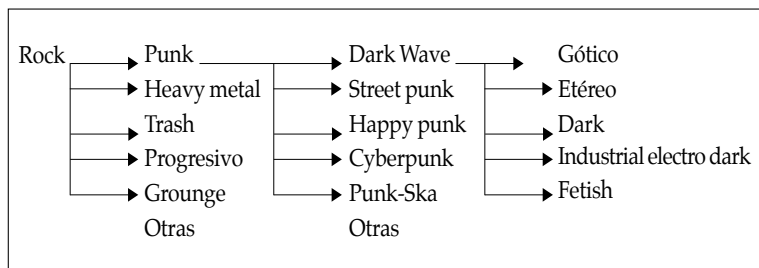 Rock Punk Dark Wave Gótico
Heavy metal Street punk Etéreo
Trash Happy punk Dark
Progresivo Cyberpunk Industrial electro dark
Grounge Punk-Ska Fetish
Otras Otras